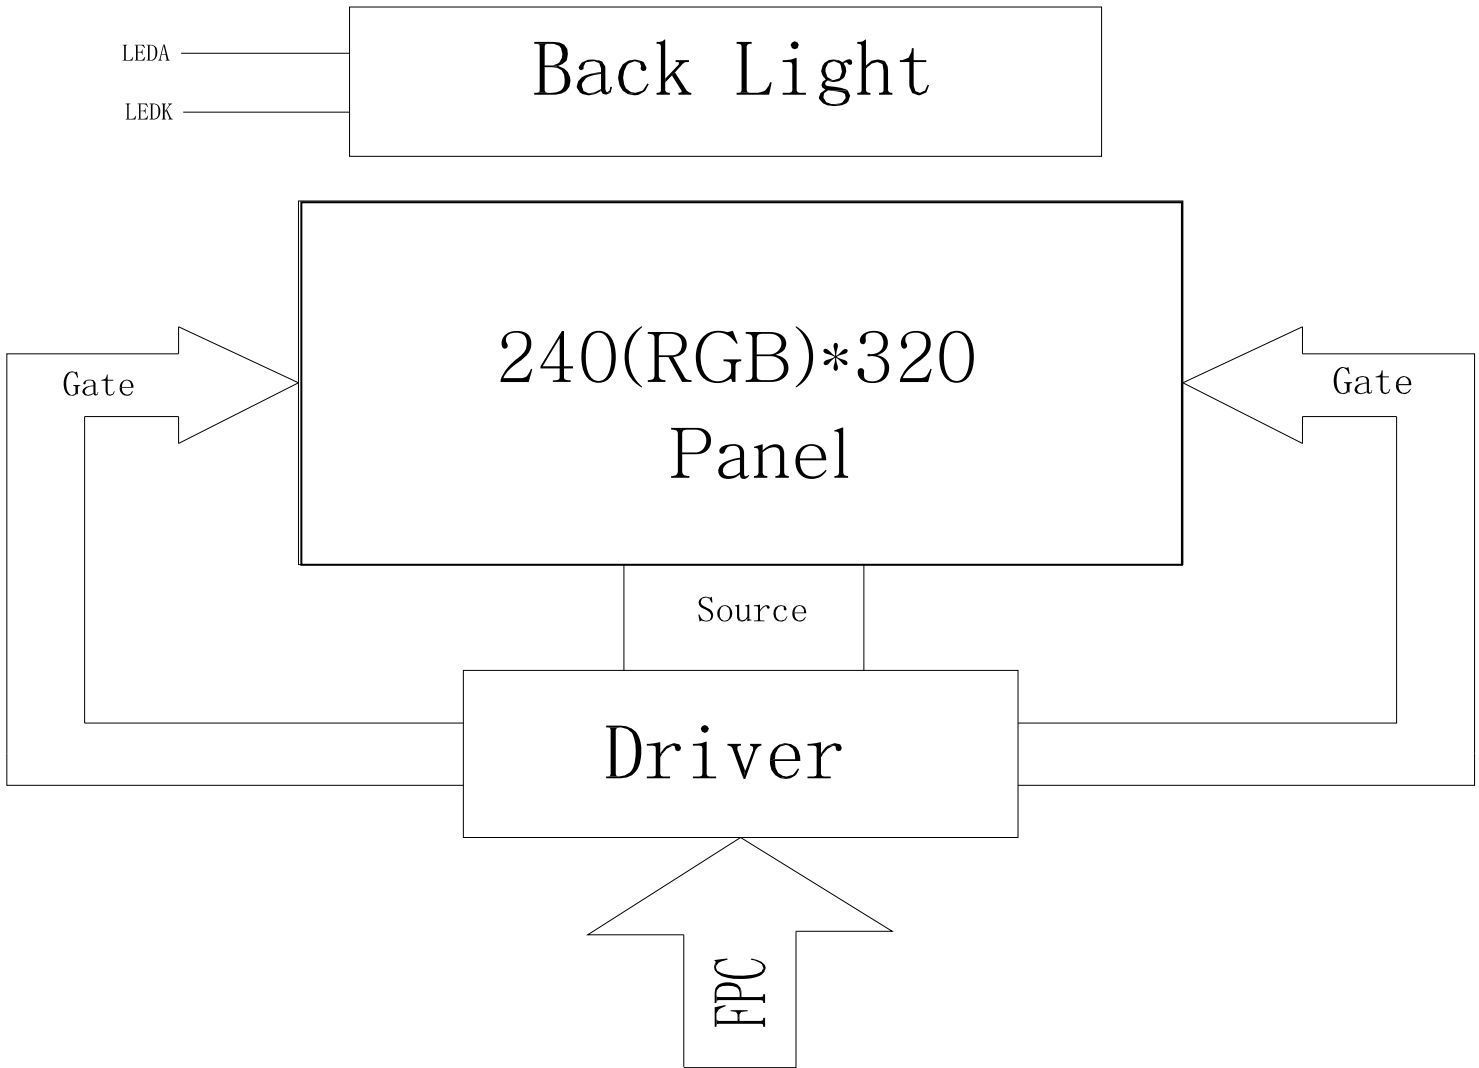 LEDA
Back Light
LEDK
240(RGB)*320
Panel
Gate
Gate
Source
Driver
FPC